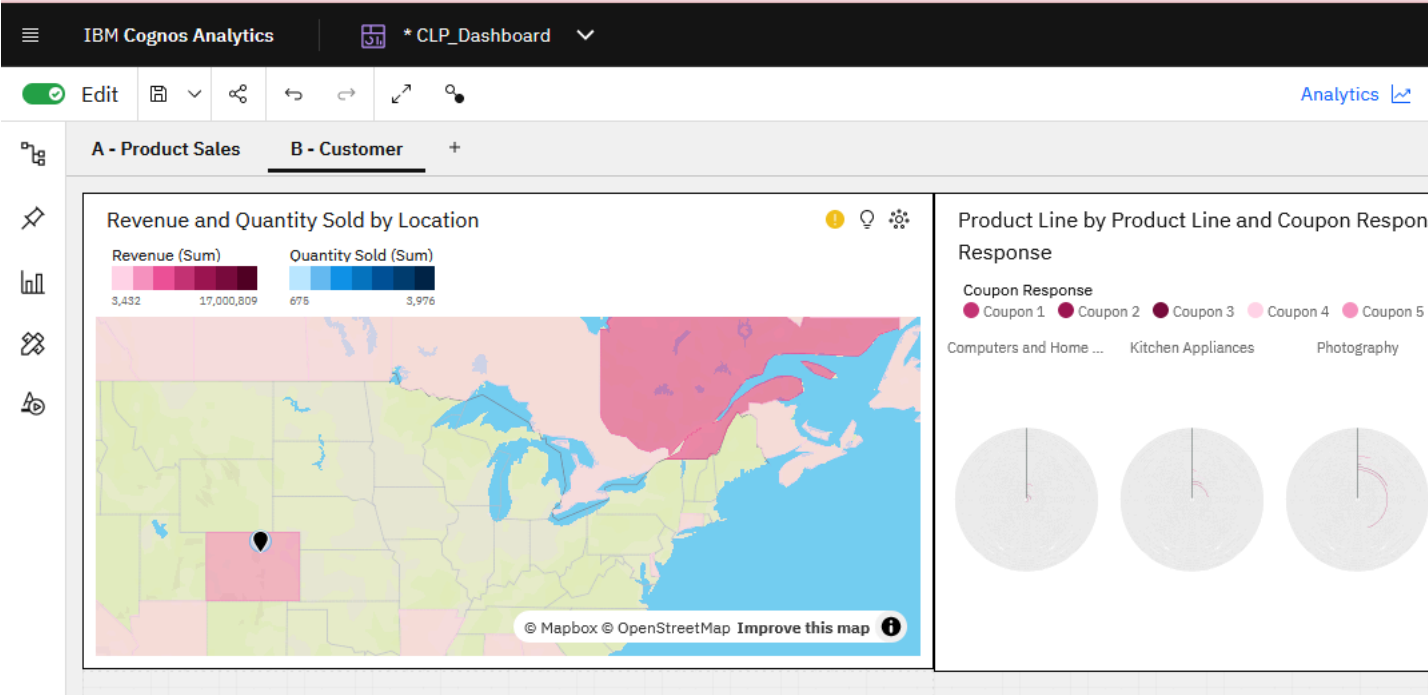 IBM Cognos Analytics
* CLP_Dashboard
Edit
Analytics
A - Product Sales
B - Customer
+
Revenue and Quantity Sold by Location
Revenue (Sum)
Quantity Sold (Sum)
3,432
17,000,809
675
3,976
© Mapbox © OpenStreetMap Improve this map
Product Line by Product Line and Coupon Respon
Response
Coupon Response
Coupon 1
Coupon 2
Coupon 3
Coupon 4
Coupon 5
Computers and Home ...
Kitchen Appliances
Photography